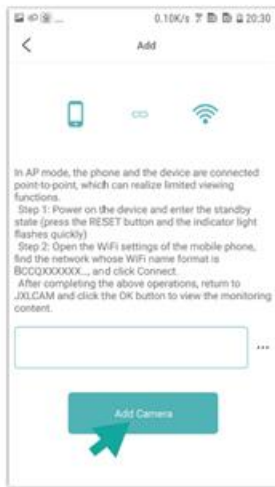 0.10K/s 20:30
Add
In AP mode, the phone and the device are connected
point-to-point, which can realize limited viewing
functions.
Step 1: Power on the device and enter the standby
state (press the RESET button and the indicator light
flashes quickly)
Step 2: Open the WiFi settings of the mobile phone,
find the network whose WiFi name format is
BCCQXXXXXX.., and click Connect.
After completing the above operations, return to
JXLCAM and click the OK button to view the monitoring
content.
...
Add Camera